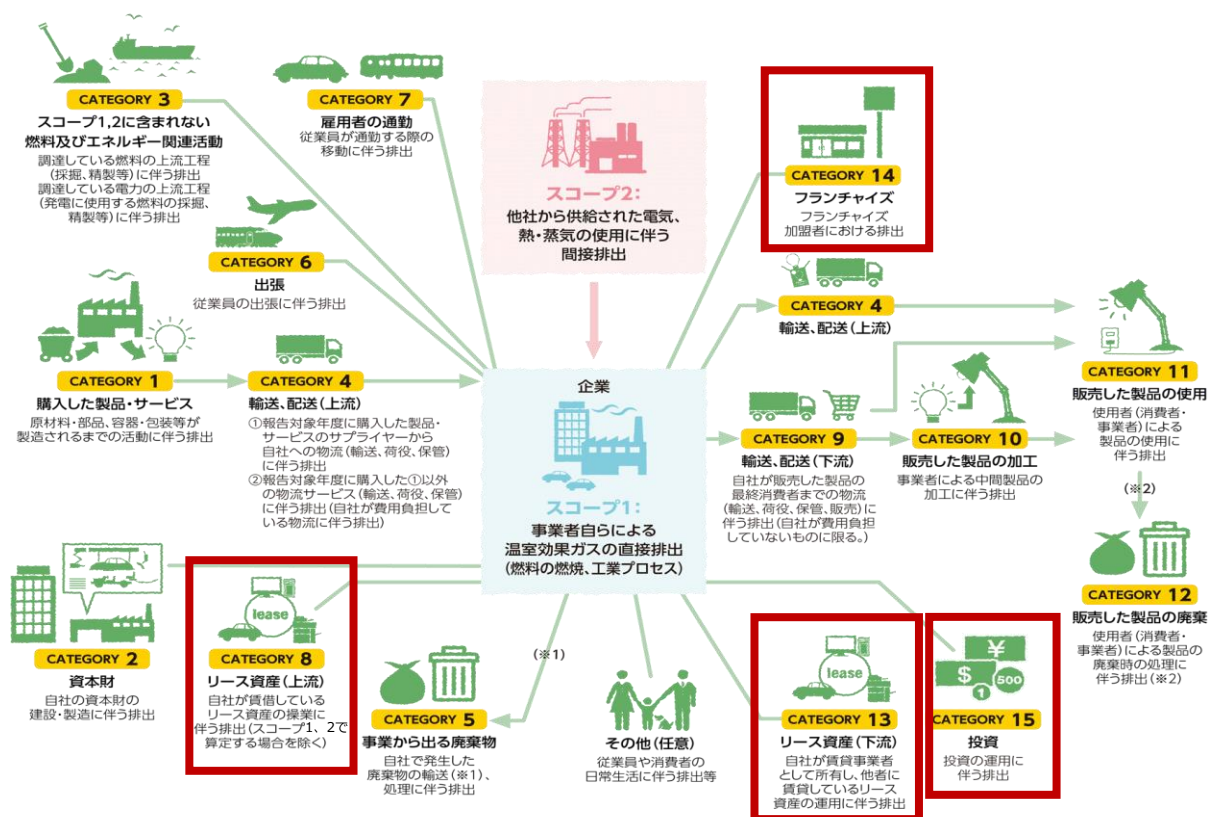 CATEGORY 3
スコープ1,2に含まれない
燃料及びエネルギー関連活動
調達している燃料の上流工程
(採掘、精製等)に伴う排出
調達している電力の上流工程
(発電に使用する燃料の採掘、
精製等)に伴う排出
CATEGORY 7
雇用者の通勤
従業員が通勤する際の
移動に伴う排出
スコープ2:
他社から供給された電気、
熱・蒸気の使用に伴う
間接排出
CATEGORY 14
フランチャイズ
フランチャイズ
加盟者における排出
CATEGORY 6
出張
従業員の出張に伴う排出
CATEGORY 4
輸送、配送(上流)
CATEGORY 1
購入した製品・サービス
原材料・部品、容器・包装等が
製造されるまでの活動に伴う排出
CATEGORY 4
輸送、配送(上流)
①報告対象年度に購入した製品・
サービスのサプライヤーから
自社への物流(輸送、荷役、保管)
に伴う排出
②報告対象年度に購入した①以外
の物流サービス(輸送、荷役、保管)
に伴う排出(自社が費用負担して
いる物流に伴う排出)
企業
スコープ1:
事業者自らによる
温室効果ガスの直接排出
(燃料の燃焼、工業プロセス)
CATEGORY 9
輸送、配送(下流)
自社が販売した製品の
最終消費者までの物流
(輸送、荷役、保管、販売)に
伴う排出(自社が費用負担
していないものに限る。)
CATEGORY 10
販売した製品の加工
事業者による中間製品の
加工に伴う排出
CATEGORY 11
販売した製品の使用
使用者(消費者・
事業者)による
製品の使用に
伴う排出
(※2)
CATEGORY 12
販売した製品の廃棄
使用者(消費者・
事業者)による製品の
廃棄時の処理に
伴う排出(※2)
CATEGORY 2
資本財
自社の資本財の
建設・製造に伴う排出
lease
CATEGORY 8
リース資産(上流)
自社が賃借している
リース資産の操業に
伴う排出(スコープ1、2で
算定する場合を除く)
(※1)
CATEGORY 5
事業から出る廃棄物
自社で発生した
廃棄物の輸送(※1)、
処理に伴う排出
その他(任意)
従業員や消費者の
日常生活に伴う排出等
lease
CATEGORY 13
リース資産(下流)
自社が賃貸事業者
として所有し、他者に
賃貸しているリース
資産の運用に伴う排出
¥
$
1
500
CATEGORY 15
投資
投資の運用に
伴う排出